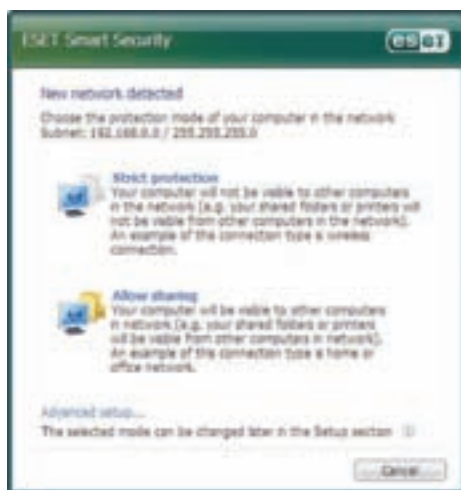 ESET Smart Security
eseT
New network detected
Choose the protection mode of your computer in the network
Subnet: 192.168.0.0 / 255.255.255.0
Strict protection
Your computer will not be visible to other computers
in the network (e.g. your shared folders or printers will
not be visible from other computers in the network).
An example of this connection type is wireless
connection.
Allow sharing
Your computer will be visible to other computers
in network (e.g. your shared folders or printers
will be visible from other computers in network).
An example of this connection type is home or
office network.
Advanced setup...
The selected mode can be changed later in the Setup section
Cancel